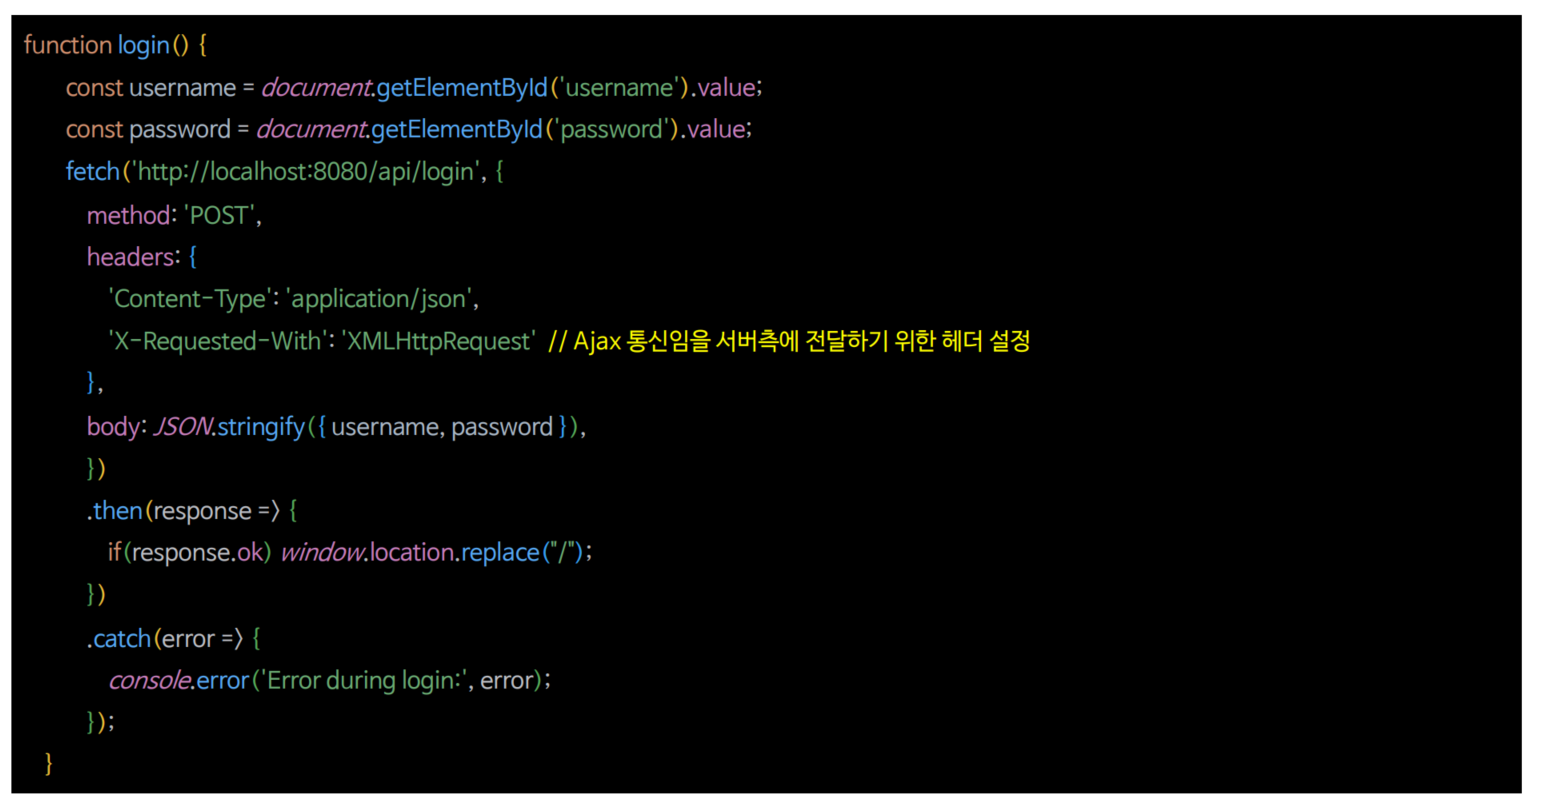 function login() {
const username = document.getElementById('username').value;
const password = document.getElementById('password').value;
fetch('http://localhost:8080/api/login', {
method: 'POST',
headers: {
'Content-Type': 'application/json',
'X-Requested-With': 'XMLHttpRequest' // Ajax 통신임을 서버측에 전달하기 위한 헤더 설정
},
body: JSON.stringify({ username, password }),
})
.then(response => {
if(response.ok) window.location.replace("/");
})
.catch(error => {
console.error('Error during login:', error);
});
}